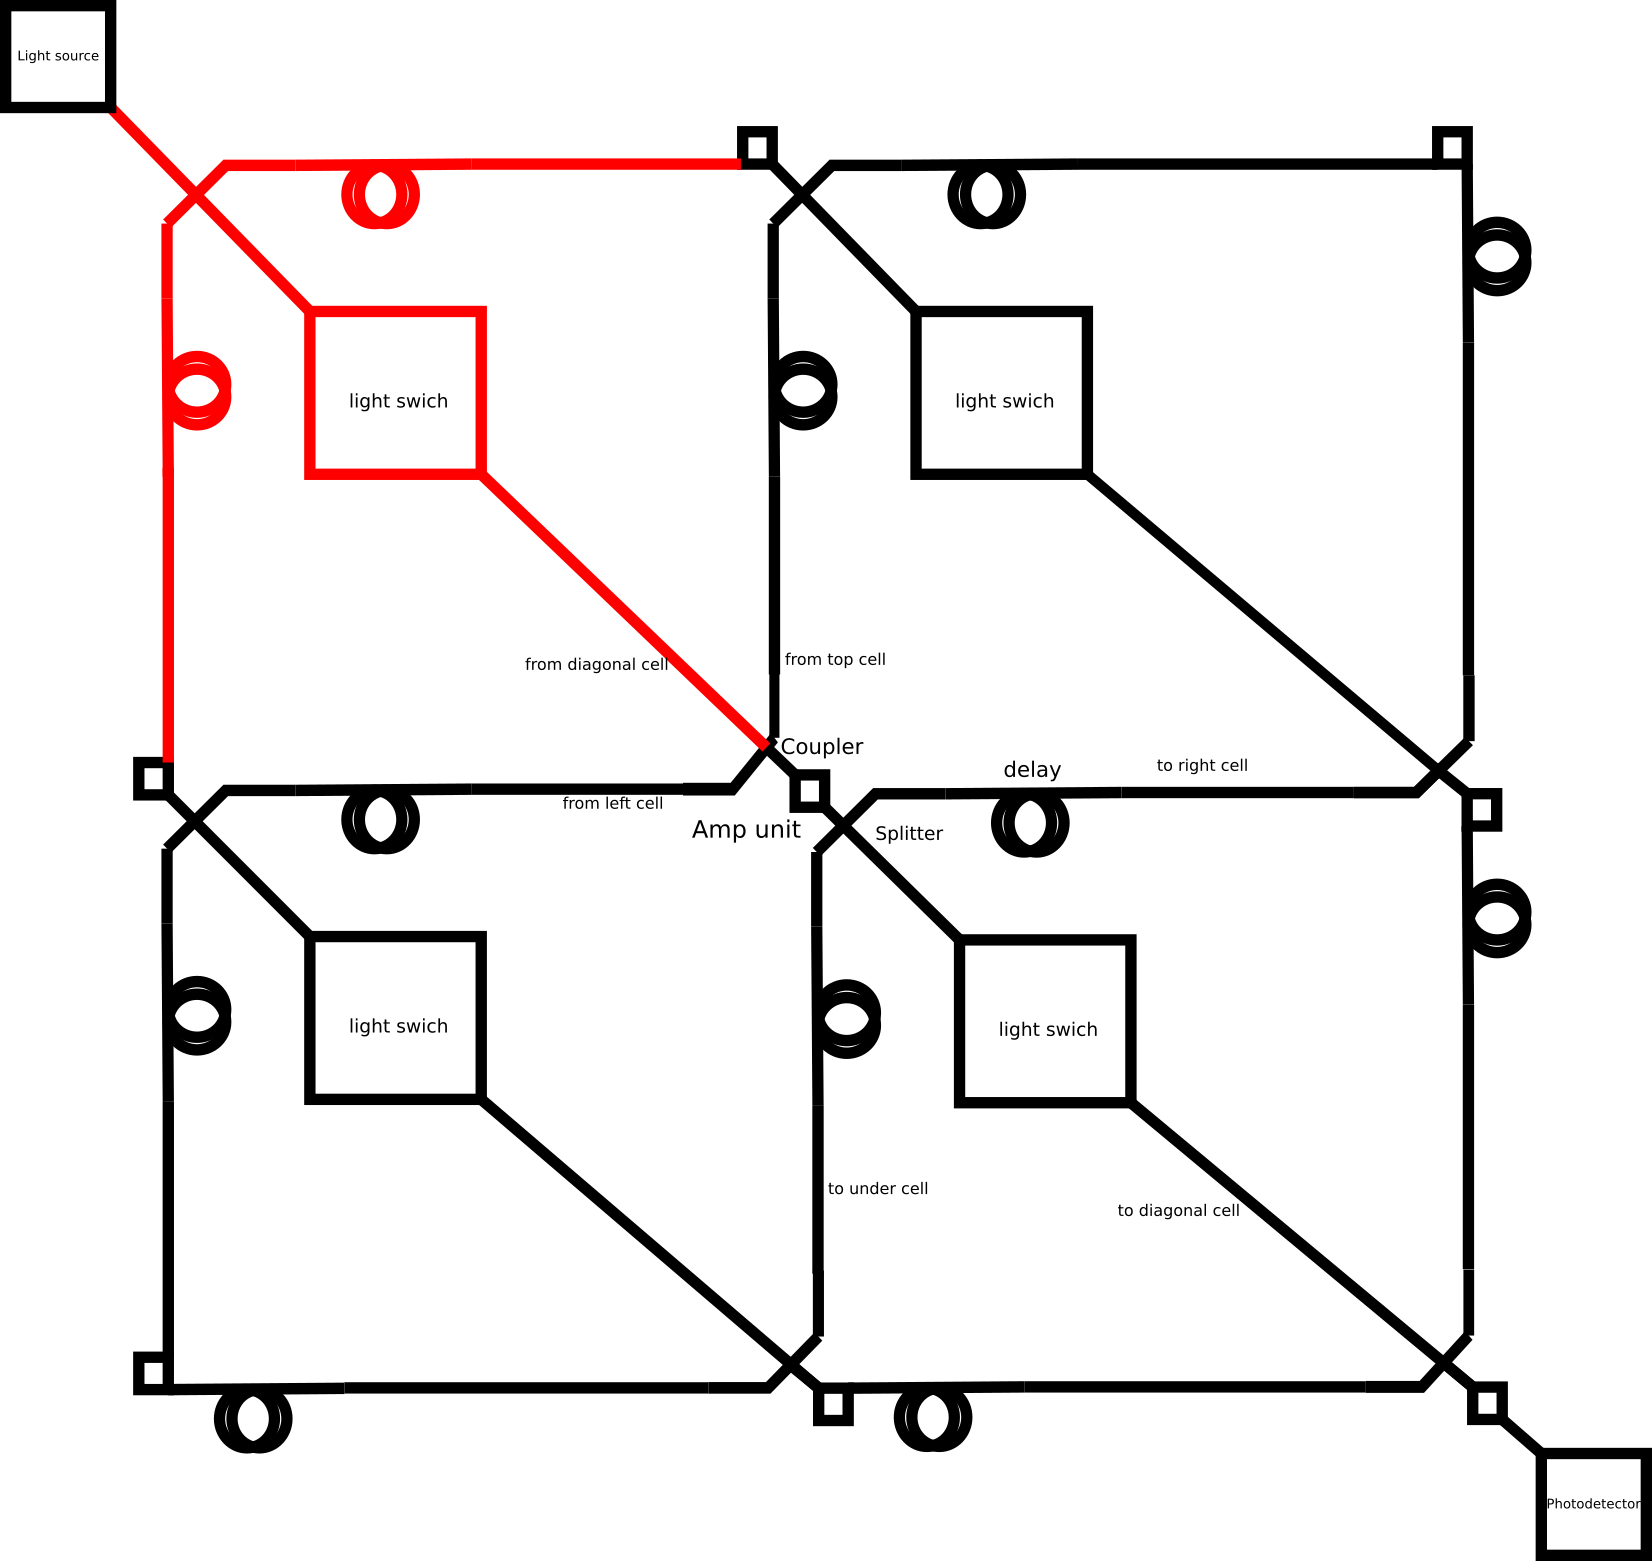 Light source
light swich
light swich
from diagonal cell
from top cell
Coupler
delay
to right cell
from left cell
Amp unit
Splitter
light swich
light swich
to under cell
to diagonal cell
Photodetector